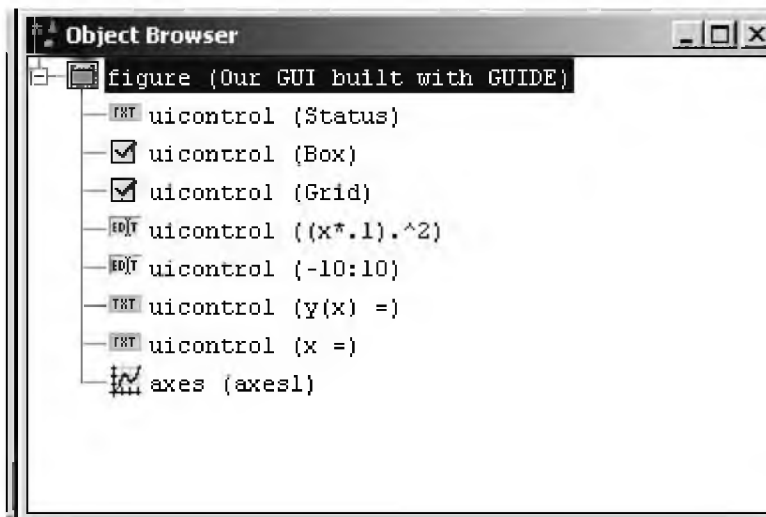 Object Browser
figure (Our GUI built with GUIDE)
TXT uicontrol (Status)
uicontrol (Box)
uicontrol (Grid)
EDIT uicontrol ((x*.1).^2)
EDIT uicontrol (-10:10)
TXT uicontrol (y(x) =)
TXT uicontrol (x =)
axes (axes1)